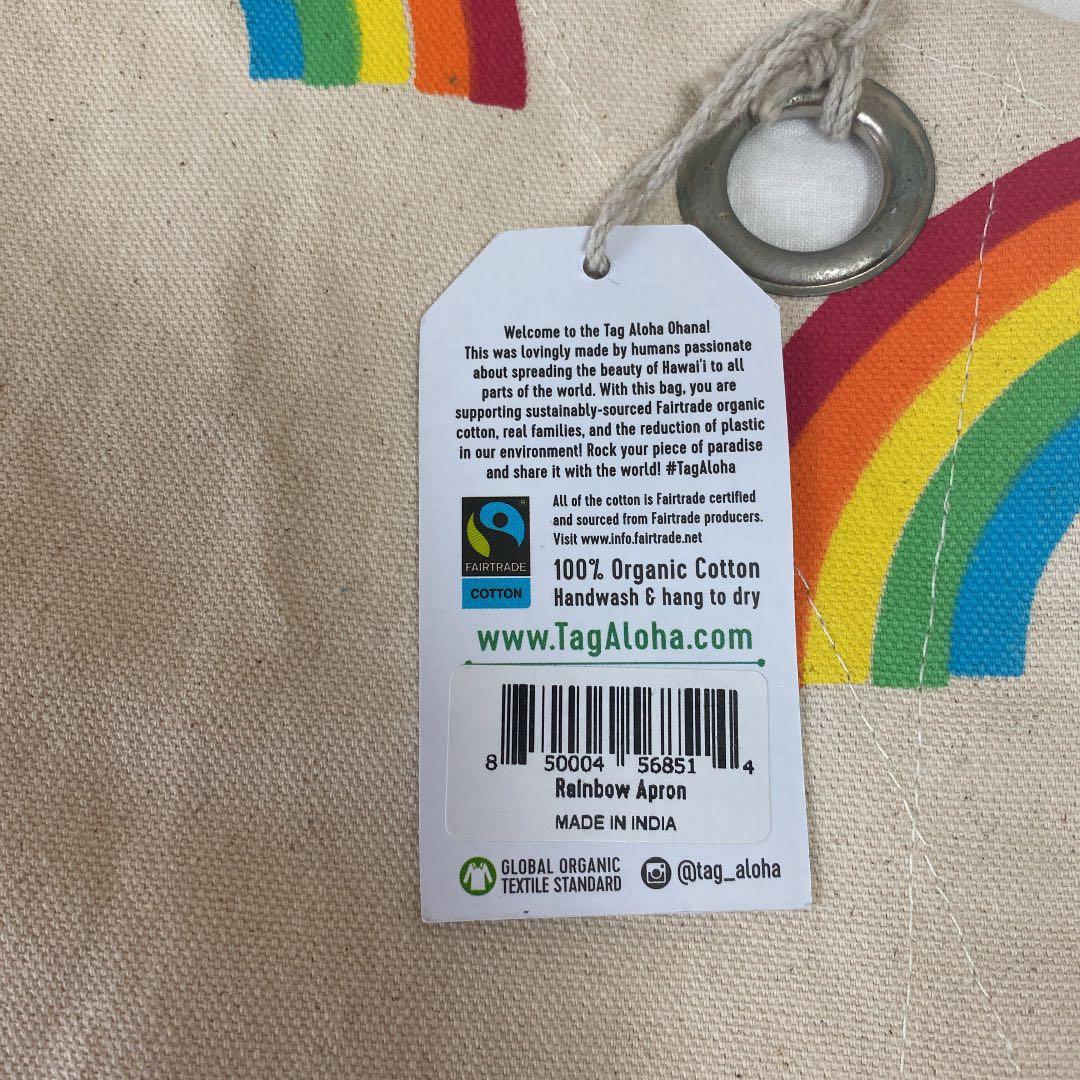 Welcome to the Tag Aloha Ohana!
This was lovingly made by humans passionate
about spreading the beauty of Hawai'i to all
parts of the world. With this bag, you are
supporting sustainably-sourced Fairtrade organic
cotton, real families, and the reduction of plastic
in our environment! Rock your piece of paradise
and share it with the world! #TagAloha
All of the cotton is Fairtrade certified
and sourced from Fairtrade producers.
Visit www.info.fairtrade.net
®
FAIRTRADE
COTTON
100% Organic Cotton
Handwash & hang to dry
www.TagAloha.com
8 50004 56851 4
Rainbow Apron
MADE IN INDIA
GLOBAL ORGANIC
TEXTILE STANDARD
@tag_aloha